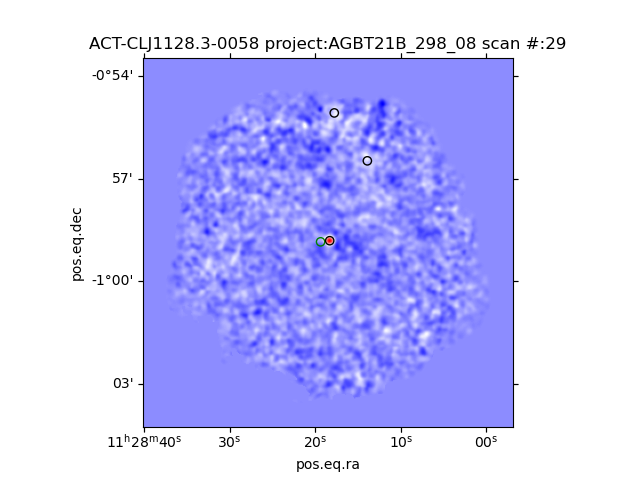 ACT-CLJ1128.3-0058 project:AGBT21B_298_08 scan #:29
-0°54'
57'
-1°00'
03'
pos.eq.dec
11ʰ28ᵐ40ˢ 30ˢ 20ˢ 10ˢ 00ˢ
pos.eq.ra